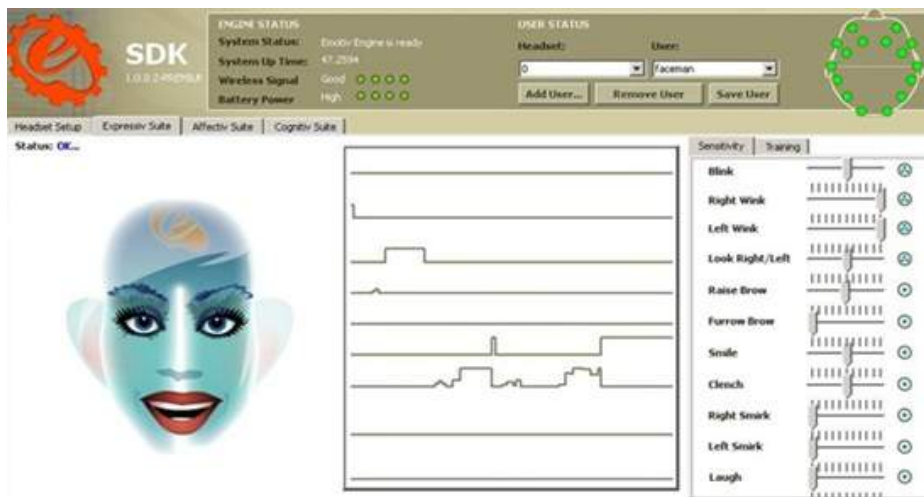 SDK
ENGINE STATUS
System Status: Emotiv Engine is ready
System Up Time: 47.2594
Wireless Signal Good
Battery Power High
USER STATUS
Headset: User:
0 faceman
Add User... Remove User Save User
Headset Setup Expressiv Suite Affectiv Suite Cognitiv Suite
Status: OK...
Sensitivity Training
Blink
Right Wink
Left Wink
Look Right/Left
Raise Brow
Furrow Brow
Smile
Clench
Right Smirk
Left Smirk
Laugh